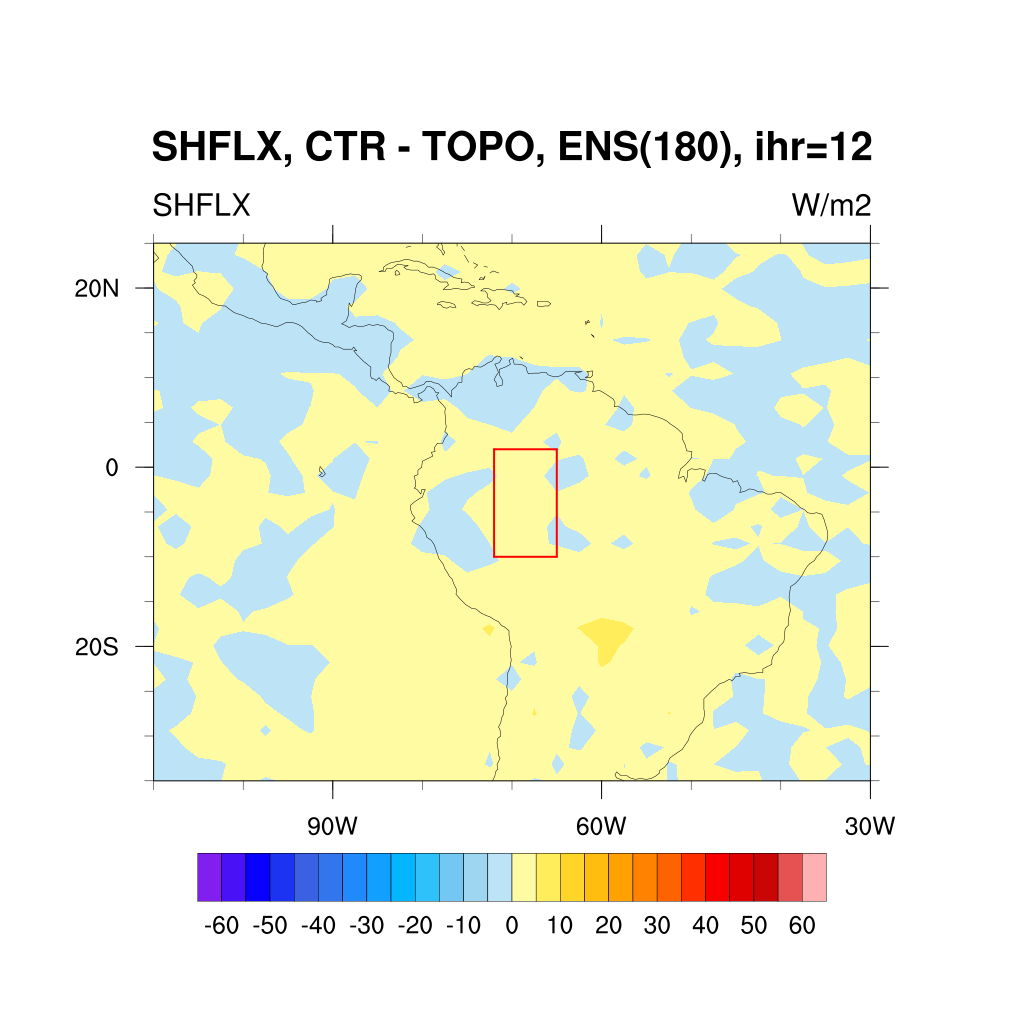 SHFLX, CTR - TOPO, ENS(180), ihr=12
SHFLX W/m2
20N
0
20S
90W 60W 30W
-60 -50 -40 -30 -20 -10 0 10 20 30 40 50 60